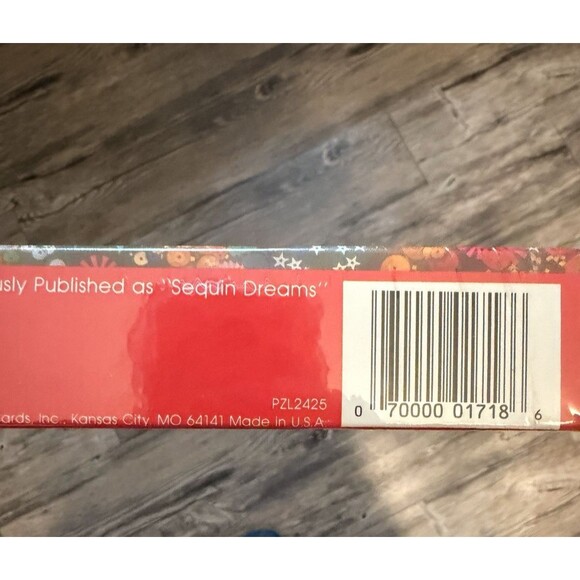 usly Published as "Sequin Dreams"
PZL2425
ards, Inc., Kansas City, MO 64141 Made in U.S.A.
0 70000 01718 6